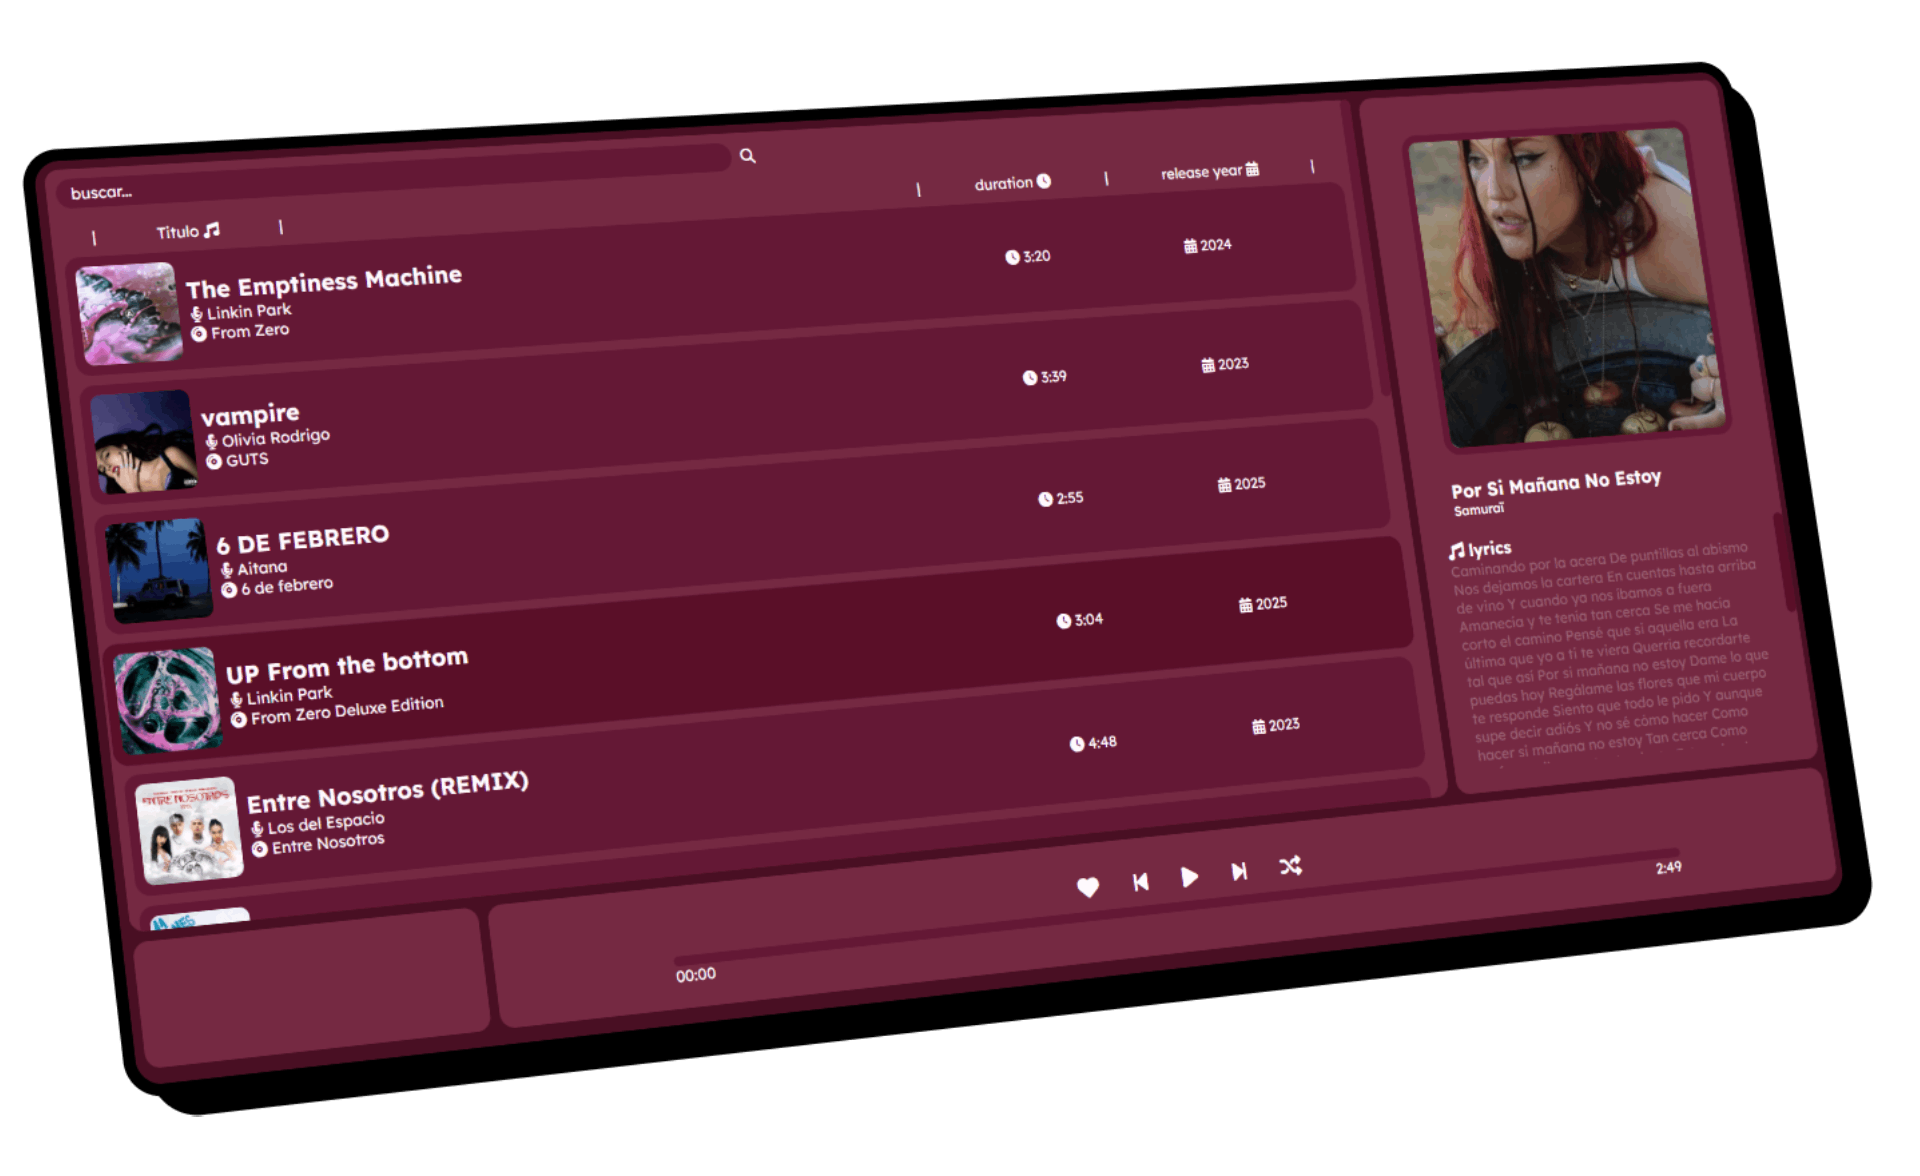 buscar...
Titulo
duration
release year
The Emptiness Machine
Linkin Park
From Zero
3:20
2024
vampire
Olivia Rodrigo
GUTS
3:39
2023
6 DE FEBRERO
Aitana
6 de febrero
2:55
2025
UP From the bottom
Linkin Park
From Zero Deluxe Edition
3:04
2025
ENTRE NOSOTROS
Entre Nosotros (REMIX)
Los del Espacio
Entre Nosotros
4:48
2023
Por Si Mañana No Estoy
Samuraï
lyrics
Caminando por la acera De puntillas al abismo
Nos dejamos la cartera En cuentas hasta arriba
de vino Y cuando ya nos íbamos a fuera
Amanecía y te tenía tan cerca Se me hacía
corto el camino Pensé que si aquella era La
última que yo a ti te viera Querría recordarte
tal que así Por si mañana no estoy Dame lo que
puedas hoy Regálame las flores que mi cuerpo
te responde Siento que todo le pido Y aunque
supe decir adiós Y no sé cómo hacer Como
hacer si mañana no estoy Tan cerca Como
00:00
2:49